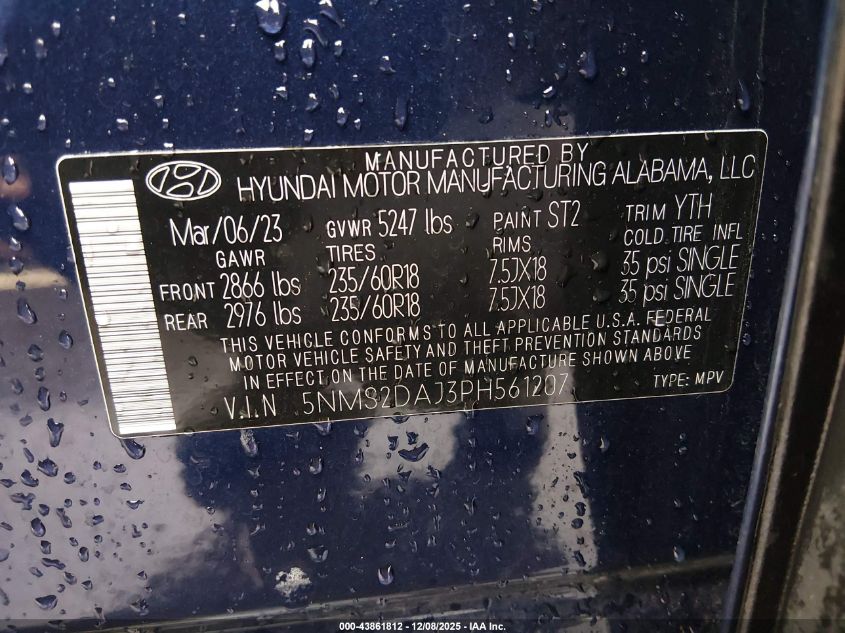 MANUFACTURED BY
HYUNDAI MOTOR MANUFACTURING ALABAMA, LLC
Mar/06/23 GVWR 5247 lbs PAINT ST2 TRIM YTH
GAWR TIRES RIMS COLD TIRE INFL
FRONT 2866 lbs 235/60R18 7.5JX18 35 psi SINGLE
REAR 2976 lbs 235/60R18 7.5JX18 35 psi SINGLE
THIS VEHICLE CONFORMS TO ALL APPLICABLE U.S.A. FEDERAL
MOTOR VEHICLE SAFETY AND THEFT PREVENTION STANDARDS
IN EFFECT ON THE DATE OF MANUFACTURE SHOWN ABOVE
V.I.N 5NMS2DAJ3PH561207 TYPE: MPV
000-43861812 - 12/08/2025 - IAA Inc.